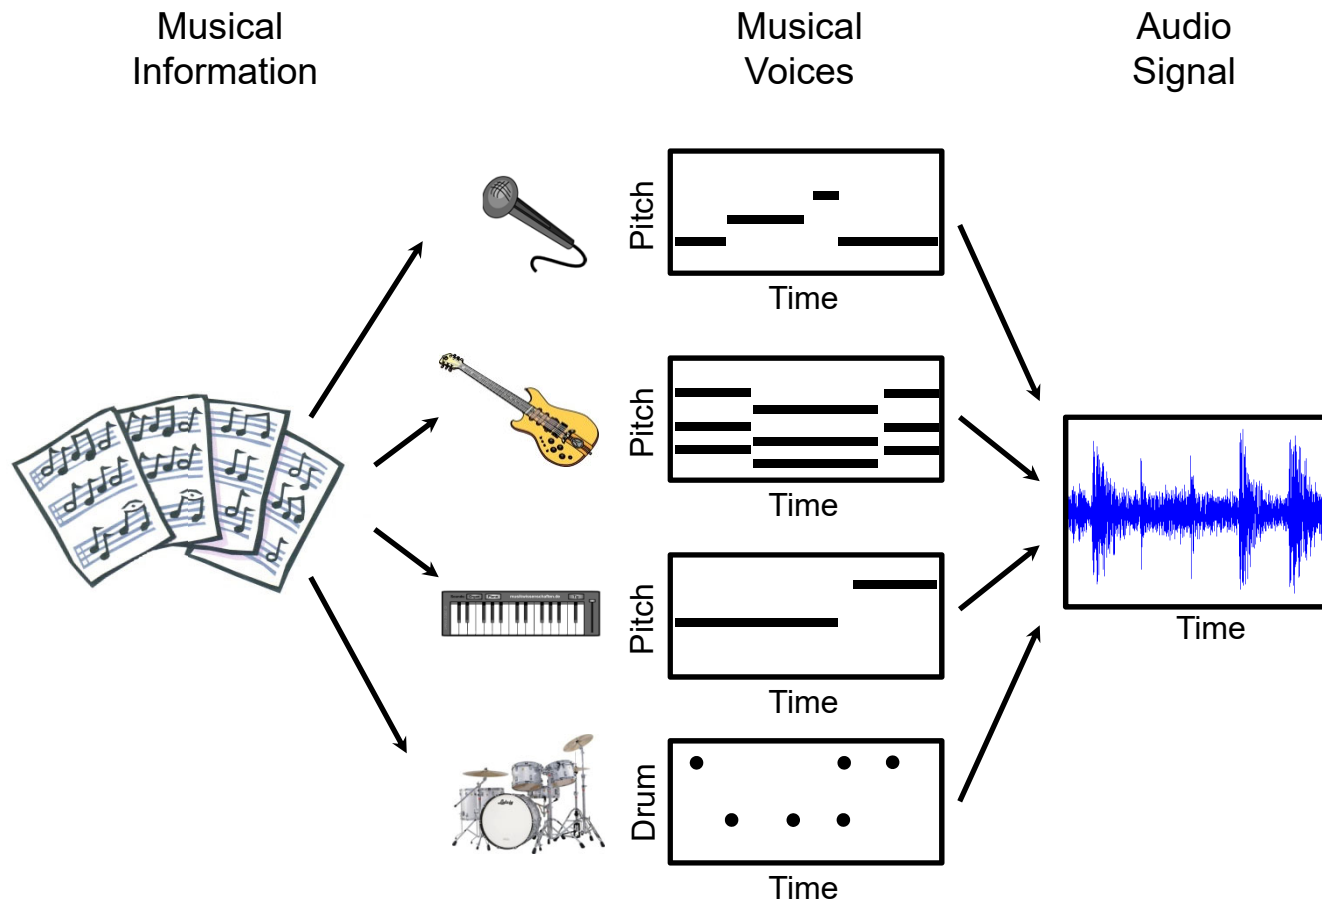 Musical
Information
Musical
Voices
Audio
Signal
Pitch
Time
Pitch
Time
Pitch
Time
Time
Drum
Time